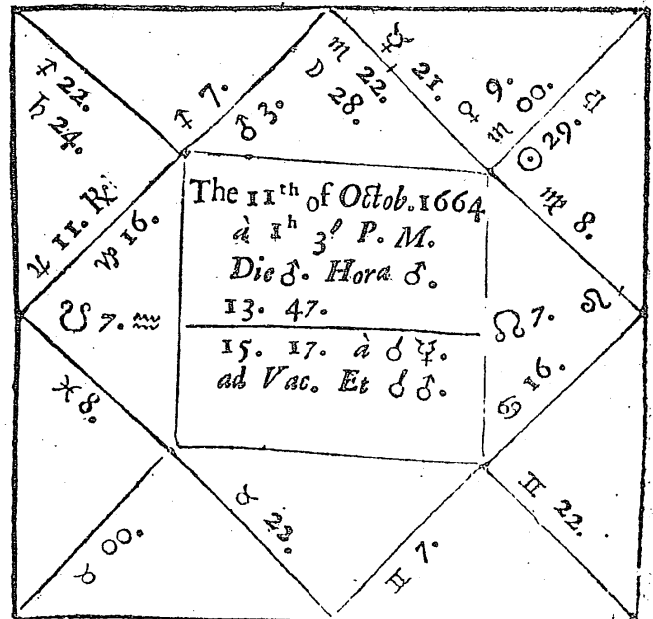 ♐ 22.
♄ 24.
♃ 11. ℞
♑ 16.
♐ 7.
♂ 3.
♏ 22.
☽ 28.
☿ 21.
♀ 9.
♏ 00.
☉ 29. ♎
♍ 8.
The 11th of Octob. 1664
à 1h 3' P. M.
Die ♂. Hora ♂.
13. 47.
15. 17. à ☌ ☿.
ad Vac. Et ☌ ♂.
☋ 7. ♒
☊ 7. ♌
♓ 8.
♋ 16.
♉ 00.
♈ 22.
♊ 7.
♊ 22.